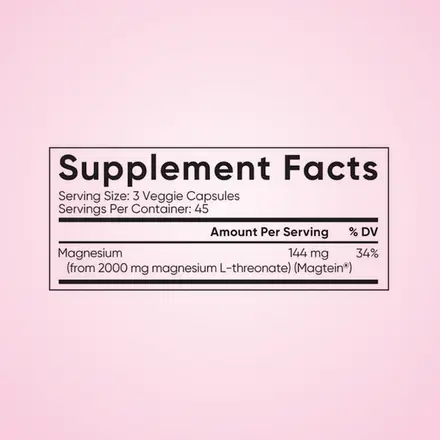 Supplement Facts
Serving Size: 3 Veggie Capsules
Servings Per Container: 45
Amount Per Serving % DV
Magnesium 144 mg 34%
(from 2000 mg magnesium L-threonate) (Magtein®)